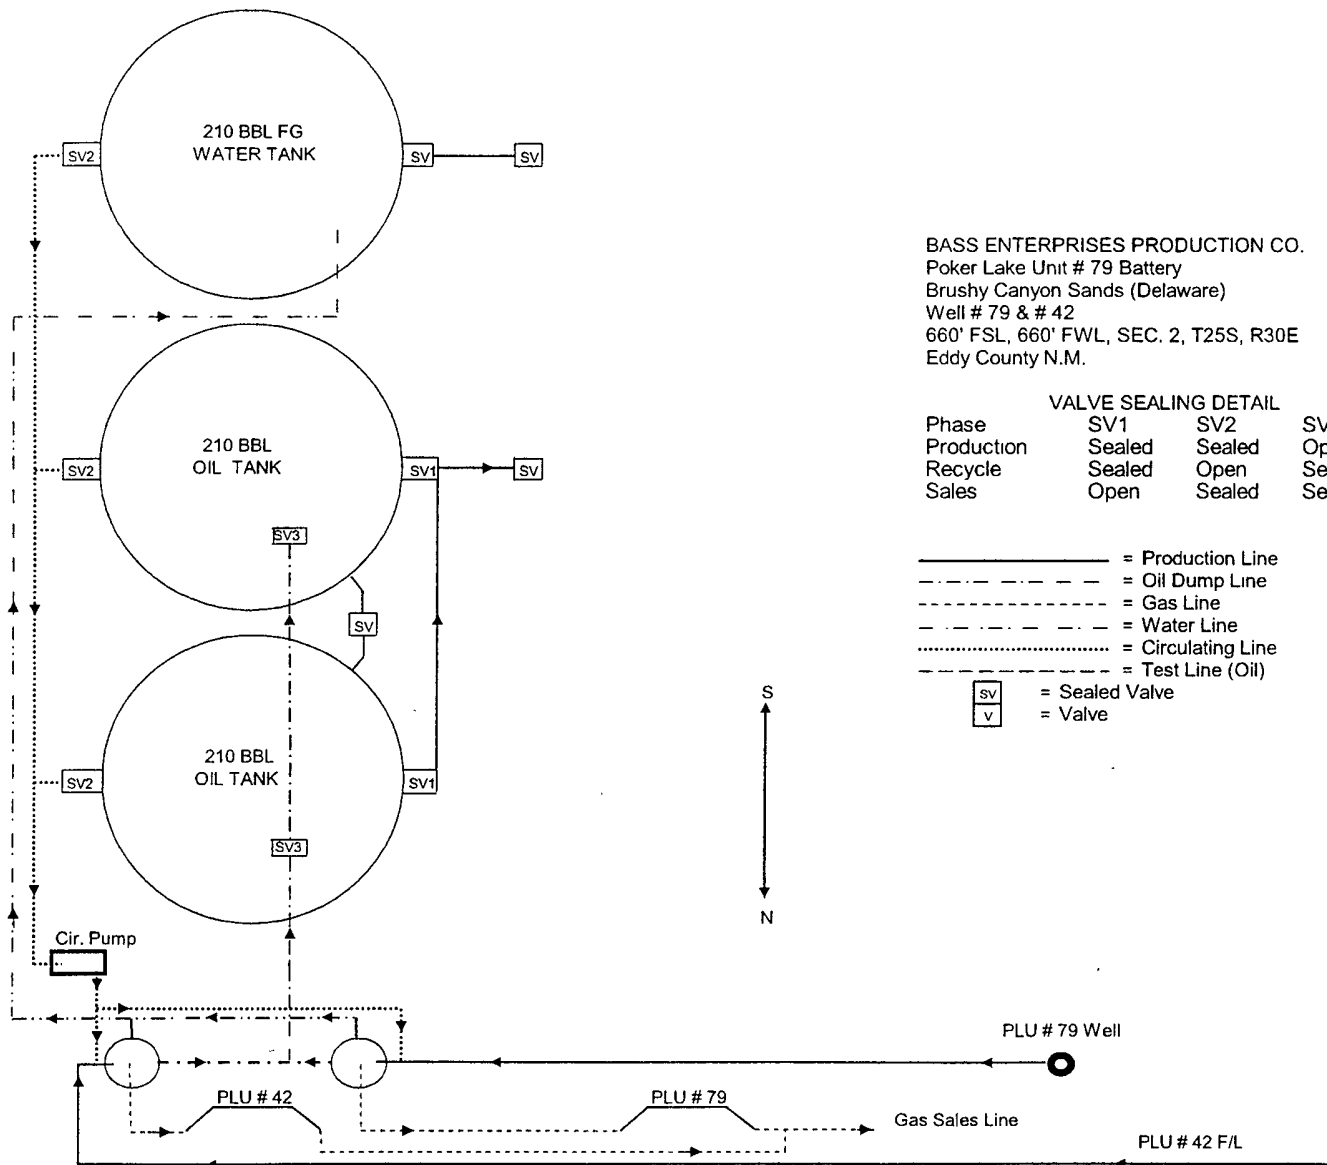 210 BBL FG
WATER TANK
SV2
SV
SV
210 BBL
OIL TANK
SV2
SV1
SV
SV3
SV
210 BBL
OIL TANK
SV2
SV1
SV3
Cir. Pump
BASS ENTERPRISES PRODUCTION CO.
Poker Lake Unit # 79 Battery
Brushy Canyon Sands (Delaware)
Well # 79 & # 42
660' FSL, 660' FWL, SEC. 2, T25S, R30E
Eddy County N.M.
VALVE SEALING DETAIL
Phase SV1 SV2 SV
Production Sealed Sealed Op
Recycle Sealed Open Se
Sales Open Sealed Se
= Production Line
= Oil Dump Line
= Gas Line
= Water Line
= Circulating Line
= Test Line (Oil)
SV = Sealed Valve
V = Valve
S
N
PLU # 79 Well
PLU # 42
PLU # 79
Gas Sales Line
PLU # 42 F/L